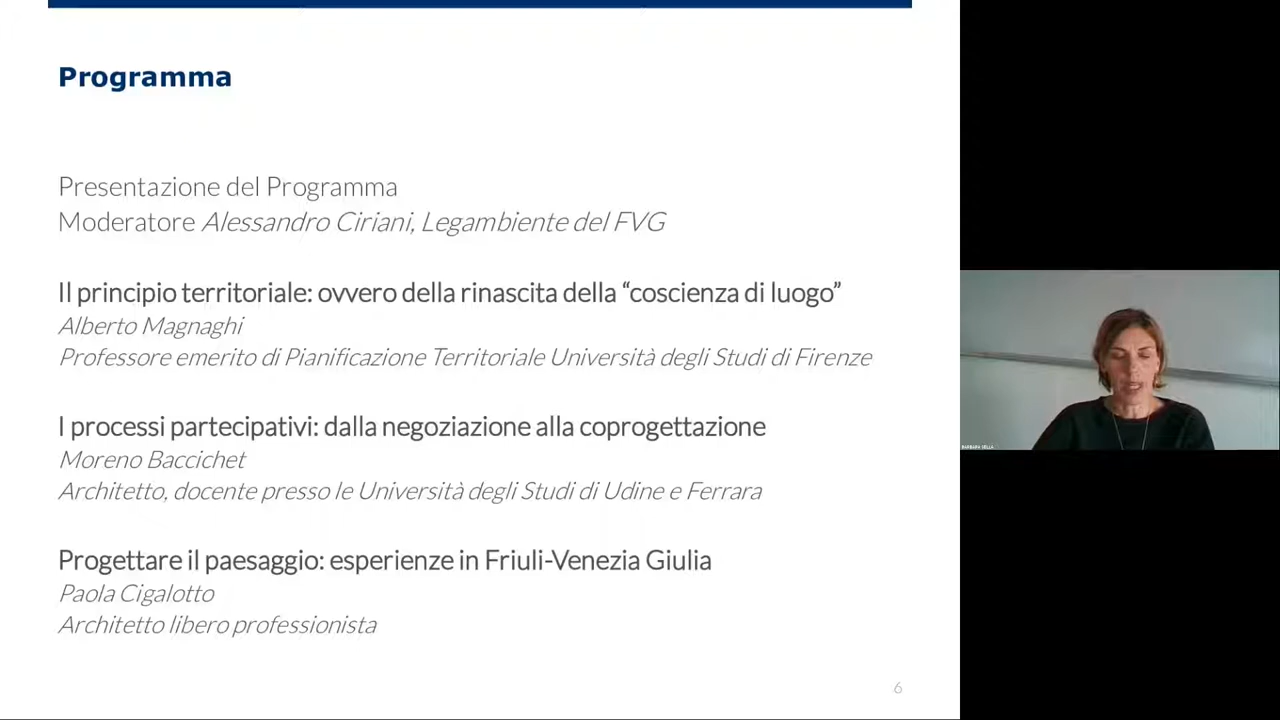 Programma
Presentazione del Programma
Moderatore Alessandro Ciriani, Legambiente del FVG
Il principio territoriale: ovvero della rinascita della “coscienza di luogo”
Alberto Magnaghi
Professore emerito di Pianificazione Territoriale Università degli Studi di Firenze
I processi partecipativi: dalla negoziazione alla coprogettazione
Moreno Baccichet
Architetto, docente presso le Università degli Studi di Udine e Ferrara
Progettare il paesaggio: esperienze in Friuli-Venezia Giulia
Paola Cigalotto
Architetto libero professionista
6
BARBARA SELLA